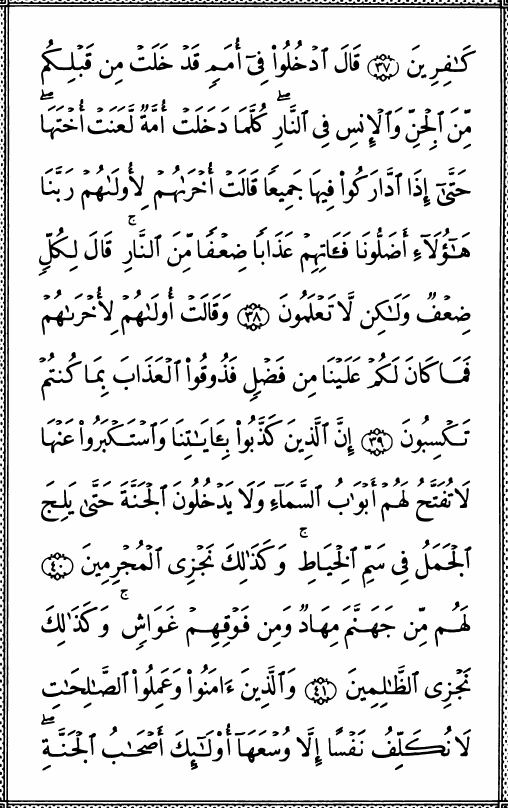 كَـٰفِرِينَ ۝٣٧ قَالَ ٱدْخُلُوا۟ فِىٓ أُمَمٍۢ قَدْ خَلَتْ مِن قَبْلِكُم
مِّنَ ٱلْجِنِّ وَٱلْإِنسِ فِى ٱلنَّارِ ۖ كُلَّمَا دَخَلَتْ أُمَّةٌۭ لَّعَنَتْ أُخْتَهَا ۖ
حَتَّىٰٓ إِذَا ٱدَّارَكُوا۟ فِيهَا جَمِيعًۭا قَالَتْ أُخْرَىٰهُمْ لِأُولَىٰهُمْ رَبَّنَا
هَـٰٓؤُلَآءِ أَضَلُّونَا فَـَٔاتِهِمْ عَذَابًۭا ضِعْفًۭا مِّنَ ٱلنَّارِ ۖ قَالَ لِكُلٍّۢ
ضِعْفٌۭ وَلَـٰكِن لَّا تَعْلَمُونَ ۝٣٨ وَقَالَتْ أُولَىٰهُمْ لِأُخْرَىٰهُمْ
فَمَا كَانَ لَكُمْ عَلَيْنَا مِن فَضْلٍۢ فَذُوقُوا۟ ٱلْعَذَابَ بِمَا كُنتُمْ
تَكْسِبُونَ ۝٣٩ إِنَّ ٱلَّذِينَ كَذَّبُوا۟ بِـَٔايَـٰتِنَا وَٱسْتَكْبَرُوا۟ عَنْهَا
لَا تُفَتَّحُ لَهُمْ أَبْوَٰبُ ٱلسَّمَآءِ وَلَا يَدْخُلُونَ ٱلْجَنَّةَ حَتَّىٰ يَلِجَ
ٱلْجَمَلُ فِى سَمِّ ٱلْخِيَاطِ ۚ وَكَذَٰلِكَ نَجْزِى ٱلْمُجْرِمِينَ ۝٤٠
لَهُم مِّن جَهَنَّمَ مِهَادٌۭ وَمِن فَوْقِهِمْ غَوَاشٍۢ ۚ وَكَذَٰلِكَ
نَجْزِى ٱلظَّـٰلِمِينَ ۝٤١ وَٱلَّذِينَ ءَامَنُوا۟ وَعَمِلُوا۟ ٱلصَّـٰلِحَـٰتِ
لَا نُكَلِّفُ نَفْسًا إِلَّا وُسْعَهَآ أُو۟لَـٰٓئِكَ أَصْحَـٰبُ ٱلْجَنَّةِ ۖ